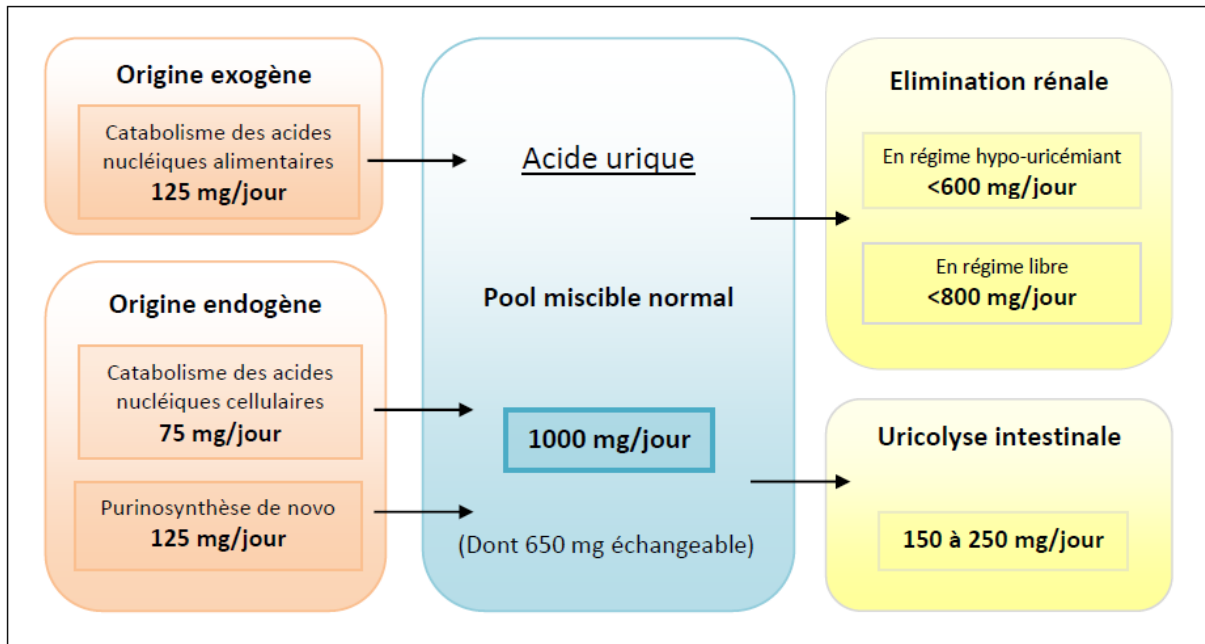 Origine exogène
Catabolisme des acides
nucléiques alimentaires
125 mg/jour
Origine endogène
Catabolisme des acides
nucléiques cellulaires
75 mg/jour
Purinosynthèse de novo
125 mg/jour
Acide urique
Pool miscible normal
1000 mg/jour
(Dont 650 mg échangeable)
Elimination rénale
En régime hypo-uricémiant
<600 mg/jour
En régime libre
<800 mg/jour
Uricolyse intestinale
150 à 250 mg/jour